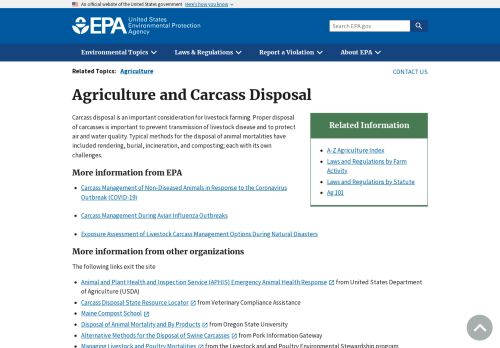 An official website of the United States government Here's how you know
EPA United States
Environmental Protection
Agency
Search EPA.gov
Environmental Topics Laws & Regulations Report a Violation About EPA
Related Topics: Agriculture
CONTACT US
Agriculture and Carcass Disposal
Carcass disposal is an important consideration for livestock farming. Proper disposal
of carcasses is important to prevent transmission of livestock disease and to protect
air and water quality. Typical methods for the disposal of animal mortalities have
included rendering, burial, incineration, and composting; each with its own
challenges.
Related Information
A-Z Agriculture Index
Laws and Regulations by Farm
Activity
Laws and Regulations by Statute
Ag 101
More information from EPA
Carcass Management of Non-Diseased Animals in Response to the Coronavirus
Outbreak (COVID-19)
Carcass Management During Avian Influenza Outbreaks
Exposure Assessment of Livestock Carcass Management Options During Natural Disasters
More information from other organizations
The following links exit the site
Animal and Plant Health and Inspection Service (APHIS) Emergency Animal Health Response from United States Department
of Agriculture (USDA)
Carcass Disposal State Resource Locator from Veterinary Compliance Assistance
Maine Compost School
Disposal of Animal Mortality and By Products from Oregon State University
Alternative Methods for the Disposal of Swine Carcasses from Pork Information Gateway
Managing Livestock and Poultry Mortalities from the Livestock and and Poultry Environmental Stewardship program